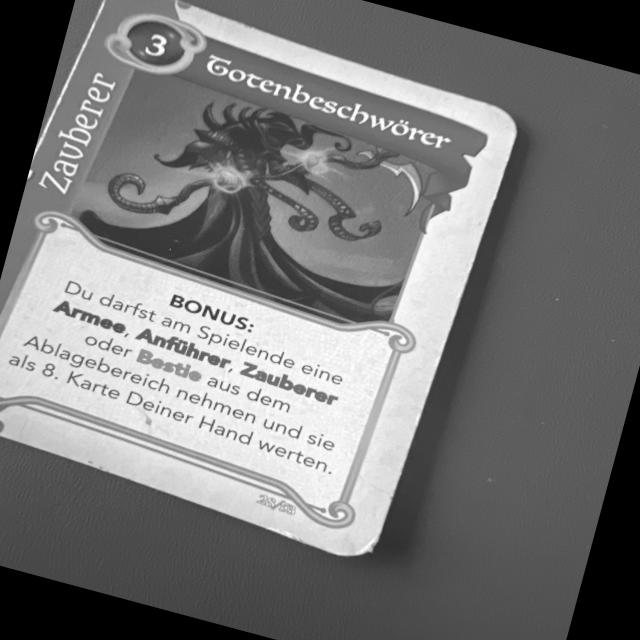 3
Totenbeschwörer
Zauberer
BONUS:
Du darfst am Spielende eine
Armee, Anführer, Zauberer
oder Bestie aus dem
Ablagebereich nehmen und sie
als 8. Karte Deiner Hand werten.